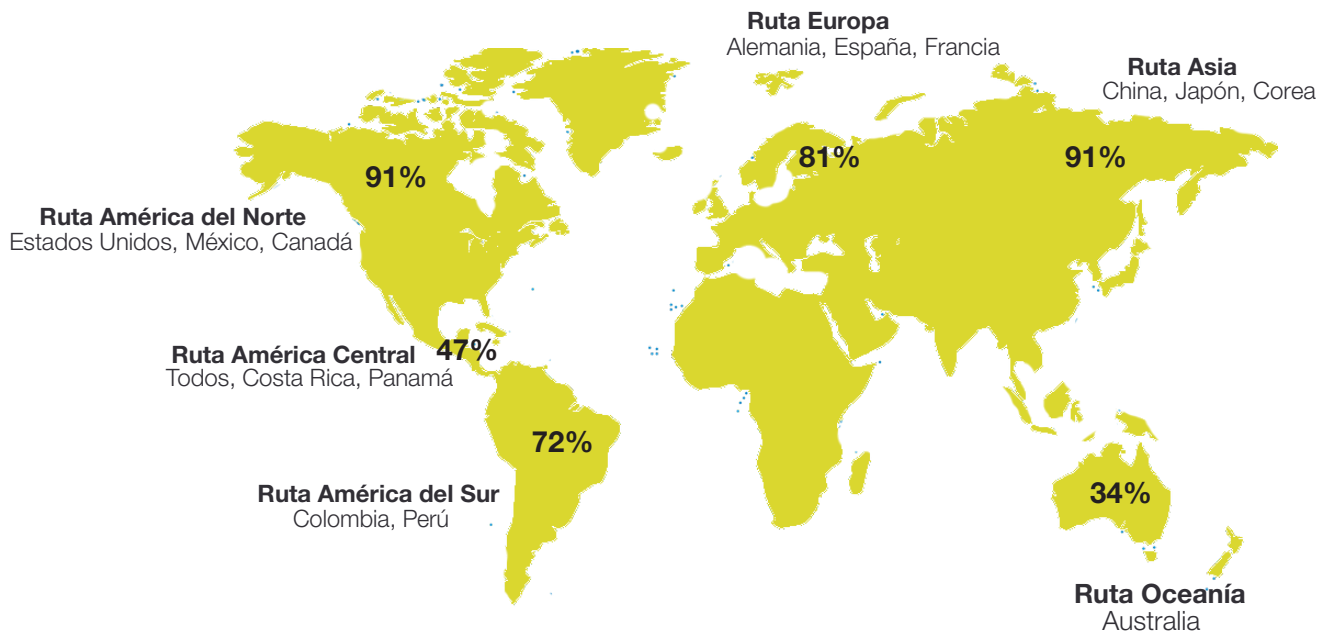 Ruta Europa
Alemania, España, Francia
Ruta Asia
China, Japón, Corea
81%
91%
91%
Ruta América del Norte
Estados Unidos, México, Canadá
Ruta América Central
47%
Todos, Costa Rica, Panamá
72%
Ruta América del Sur
Colombia, Perú
34%
Ruta Oceanía
Australia